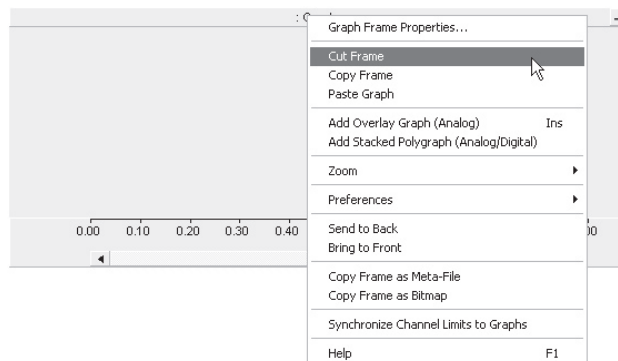 Graph Frame Properties...
Cut Frame
Copy Frame
Paste Graph
Add Overlay Graph (Analog) Ins
Add Stacked Polygraph (Analog/Digital)
Zoom
Preferences
0.00 0.10 0.20 0.30 0.40
Send to Back
Bring to Front
Copy Frame as Meta-File
Copy Frame as Bitmap
Synchronize Channel Limits to Graphs
Help F1